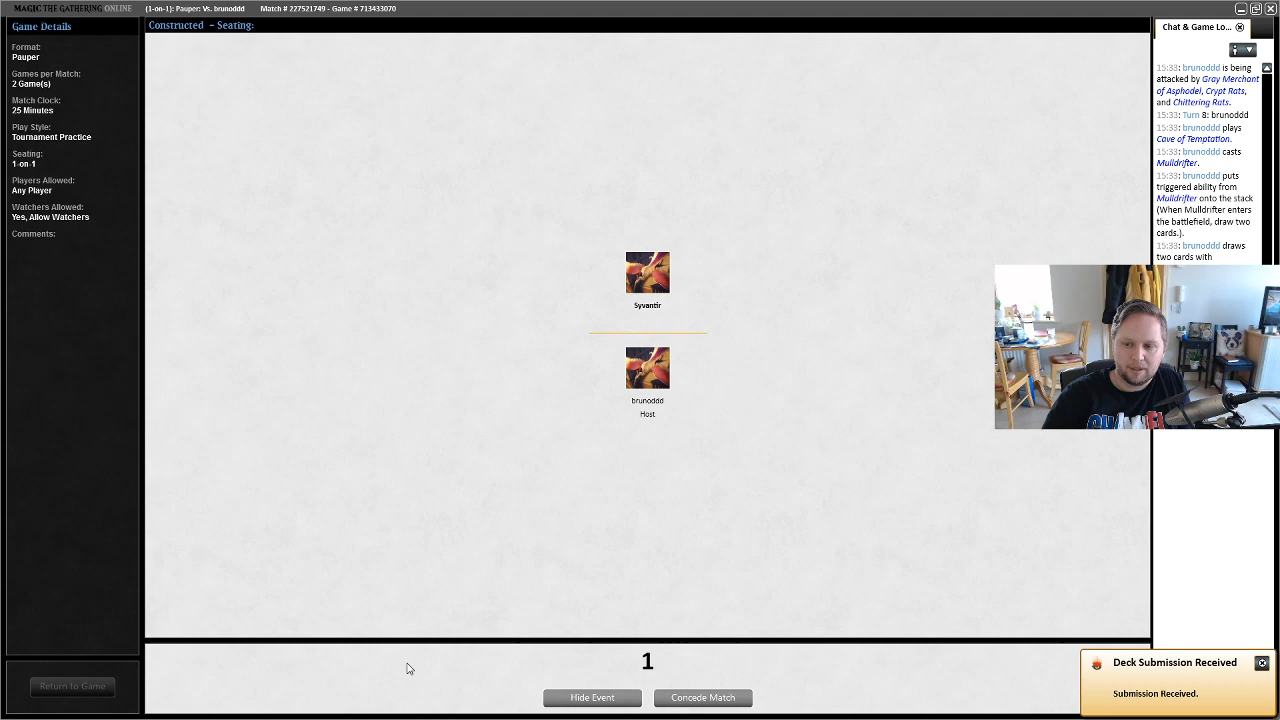 MAGIC THE GATHERING ONLINE (1-on-1): Pauper: Vs. brunoddd Match # 227521749 - Game # 713433070
Game Details
Format:
Pauper
Games per Match:
2 Game(s)
Match Clock:
25 Minutes
Play Style:
Tournament Practice
Seating:
1-on-1
Players Allowed:
Any Player
Watchers Allowed:
Yes, Allow Watchers
Comments:
Return to Game
Constructed - Seating:
Syvantir
brunoddd
Host
1
Hide Event Concede Match
Chat & Game Lo...
15:33: brunoddd is being
attacked by Gray Merchant
of Asphodel, Crypt Rats,
and Chittering Rats.
15:33: Turn 8: brunoddd
15:33: brunoddd plays
Cave of Temptation.
15:33: brunoddd casts
Mulldrifter.
15:33: brunoddd puts
triggered ability from
Mulldrifter onto the stack
(When Mulldrifter enters
the battlefield, draw two
cards.).
15:33: brunoddd draws
two cards with
Deck Submission Received
Submission Received.